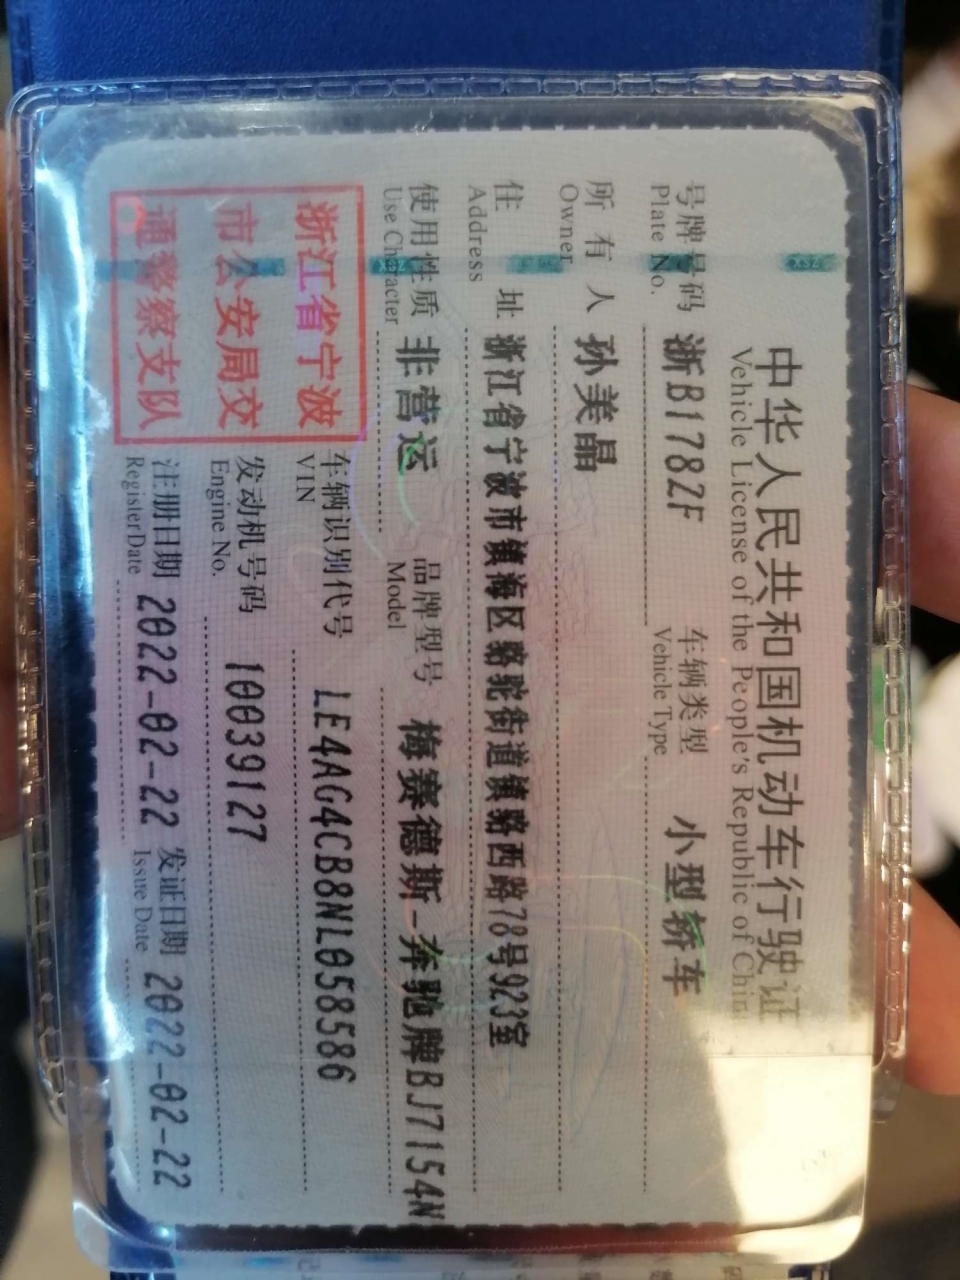 中华人民共和国机动车行驶证
Vehicle License of the People's Republic of China
号牌号码 浙B178ZF 车辆类型 小型轿车
Plate No. Vehicle Type
所有人 孙美晶
Owner
住址 浙江省宁波市镇海区骆驼街道镇骆西路78号923室
Address
使用性质 非营运 品牌型号 梅赛德斯-奔驰牌BJ7154N
Use Character Model
浙江省宁波
市公安局交
通警察支队
车辆识别代号 LE4AG4CB8NL058586
VIN
发动机号码 10039127
Engine No.
注册日期 2022-02-22 发证日期 2022-02-22
Register Date Issue Date